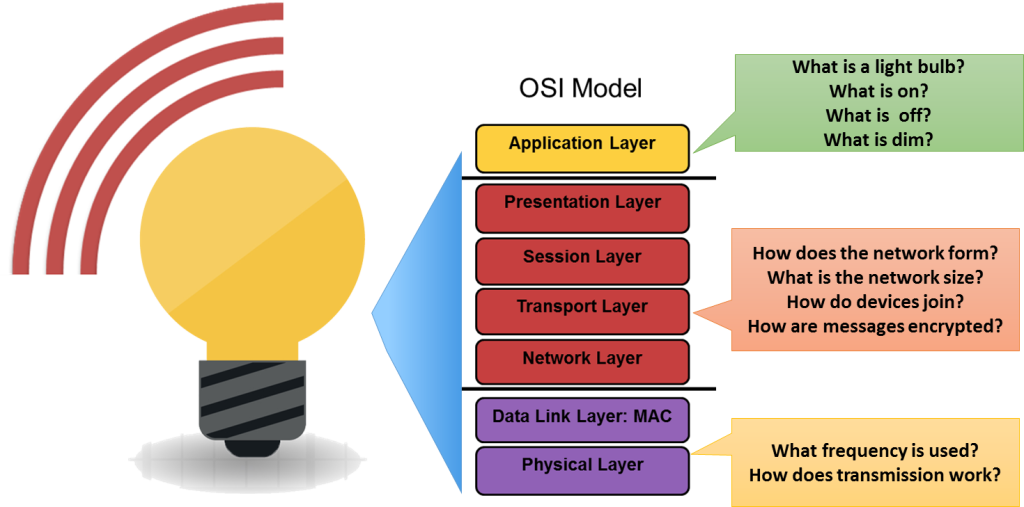 OSI Model
Application Layer
Presentation Layer
Session Layer
Transport Layer
Network Layer
Data Link Layer: MAC
Physical Layer
What is a light bulb?
What is on?
What is  off?
What is dim?
How does the network form?
What is the network size?
How do devices join?
How are messages encrypted?
What frequency is used?
How does transmission work?